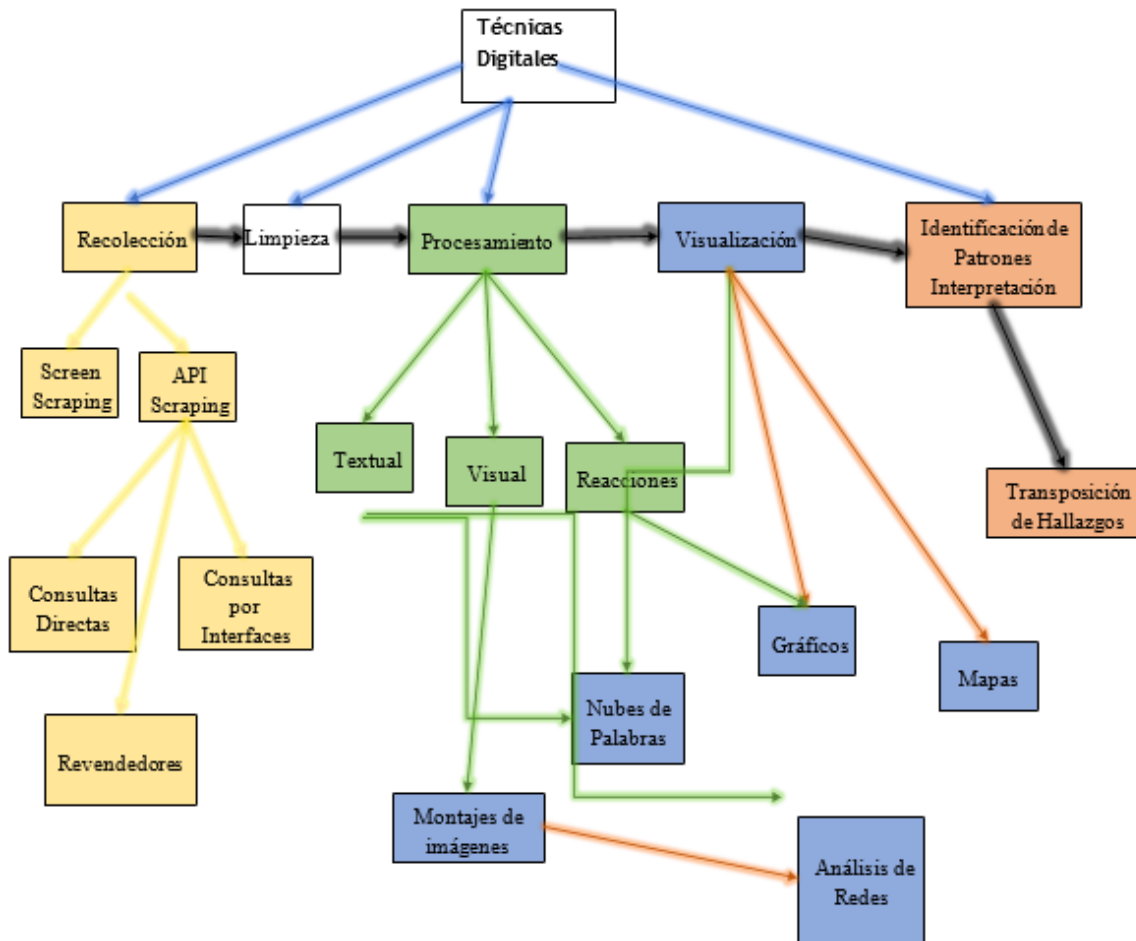 Técnicas
Digitales
Recolección
Limpieza
Procesamiento
Visualización
Identificación de
Patrones
Interpretación
Screen
Scraping
API
Scraping
Textual
Visual
Reacciones
Transposición
de Hallazgos
Consultas
Directas
Consultas
por
Interfaces
Gráficos
Mapas
Nubes de
Palabras
Revendedores
Montajes de
imágenes
Análisis de
Redes